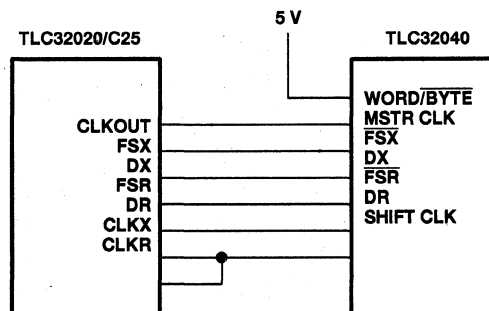 5 V
TLC32020/C25
TLC32040
WORD/BYTE
CLKOUT
MSTR CLK
FSX
FSX
DX
DX
FSR
FSR
DR
DR
CLKX
SHIFT CLK
CLKR